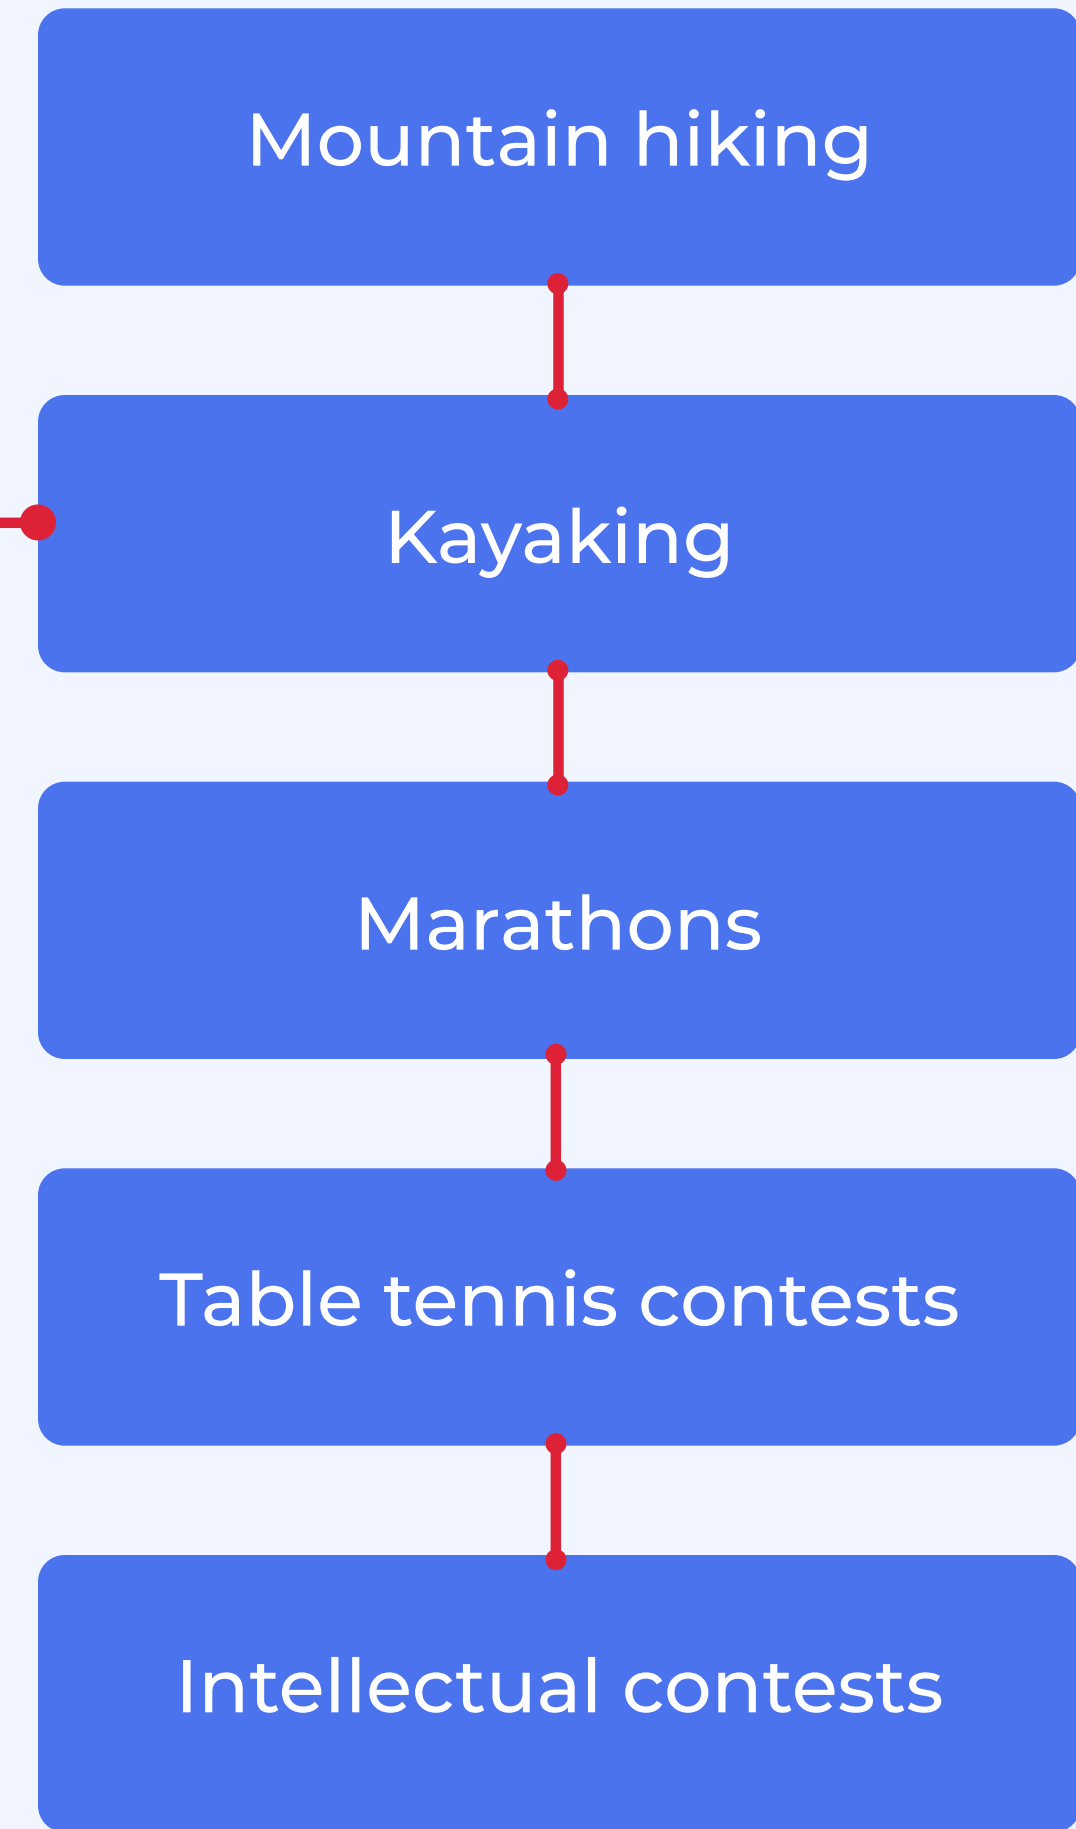 Mountain hiking
Kayaking
Marathons
Table tennis contests
Intellectual contests